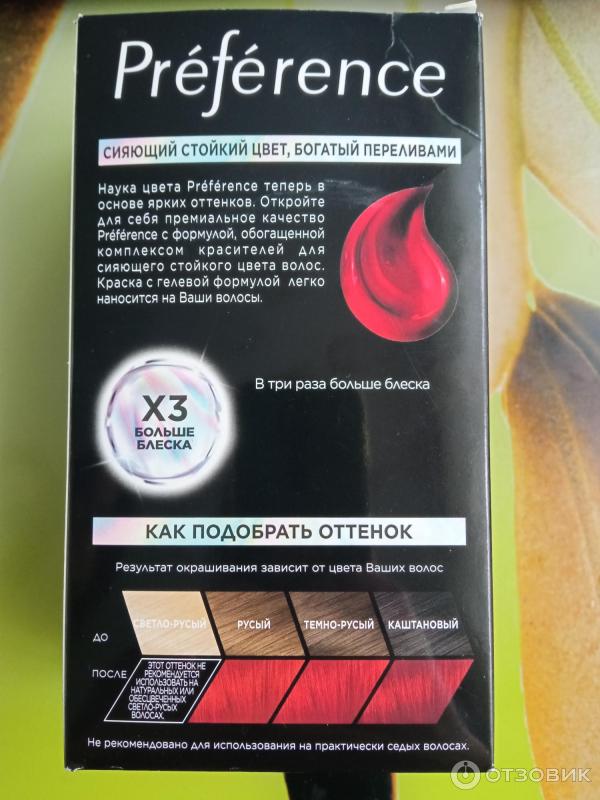 Préférence
СИЯЮЩИЙ СТОЙКИЙ ЦВЕТ, БОГАТЫЙ ПЕРЕЛИВАМИ
Наука цвета Préférence теперь в
основе ярких оттенков. Откройте
для себя премиальное качество
Préférence с формулой, обогащенной
комплексом красителей для
сияющего стойкого цвета волос.
Краска с гелевой формулой легко
наносится на Ваши волосы.
X3
БОЛЬШЕ
БЛЕСКА
В три раза больше блеска
КАК ПОДОБРАТЬ ОТТЕНОК
Результат окрашивания зависит от цвета Ваших волос
ДО
СВЕТЛО-РУСЫЙ
РУСЫЙ
ТЕМНО-РУСЫЙ
КАШТАНОВЫЙ
ПОСЛЕ
ЭТОТ ОТТЕНОК НЕ
РЕКОМЕНДУЕТСЯ
ИСПОЛЬЗОВАТЬ НА
НАТУРАЛЬНЫХ ИЛИ
ОБЕСЦВЕЧЕННЫХ
СВЕТЛО-РУСЫХ
ВОЛОСАХ.
Не рекомендовано для использования на практически седых волосах.
ОТЗОВИК